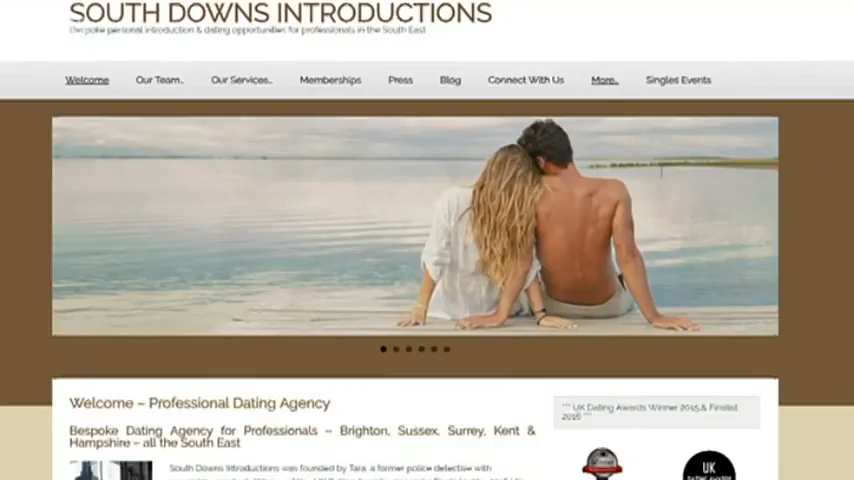 SOUTH DOWNS INTRODUCTIONS
Bespoke personal introduction & dating opportunities for professionals in the South East
Welcome Our Team.. Our Services.. Memberships Press Blog Connect With Us More.. Singles Events
Welcome – Professional Dating Agency
Bespoke Dating Agency for Professionals – Brighton, Sussex, Surrey, Kent &
Hampshire – all the South East
South Downs Introductions was founded by Tara, a former police detective with
*** UK Dating Awards Winner 2015 & Finalist
2016 ***
UK
DATING AWARDS